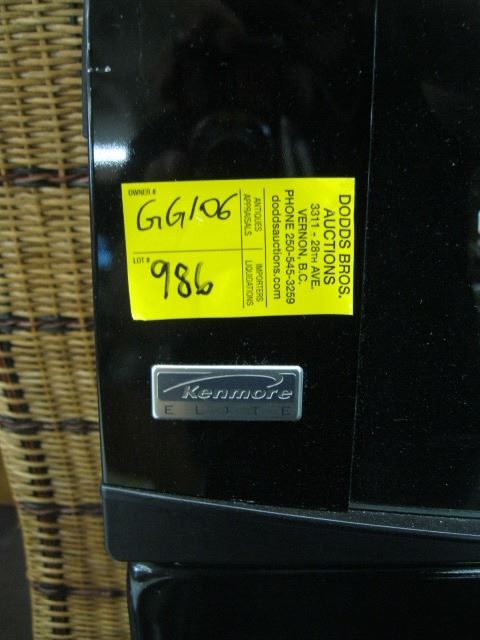 OWNER #
GG106
LOT #
986
ANTIQUES
APPRAISALS
IMPORTERS
LIQUIDATIONS
DODDS BROS.
AUCTIONS
3311 - 28TH AVE.
VERNON, B.C.
PHONE 250-545-3259
doddsauctions.com
Kenmore
ELITE